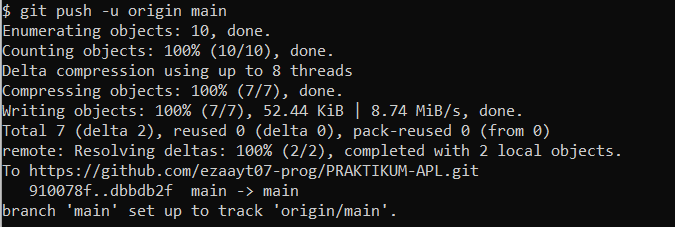 $ git push -u origin main
Enumerating objects: 10, done.
Counting objects: 100% (10/10), done.
Delta compression using up to 8 threads
Compressing objects: 100% (7/7), done.
Writing objects: 100% (7/7), 52.44 KiB | 8.74 MiB/s, done.
Total 7 (delta 2), reused 0 (delta 0), pack-reused 0 (from 0)
remote: Resolving deltas: 100% (2/2), completed with 2 local objects.
To https://github.com/ezaayt07-prog/PRAKTIKUM-APL.git
   910078f..dbbdb2f  main -> main
branch 'main' set up to track 'origin/main'.